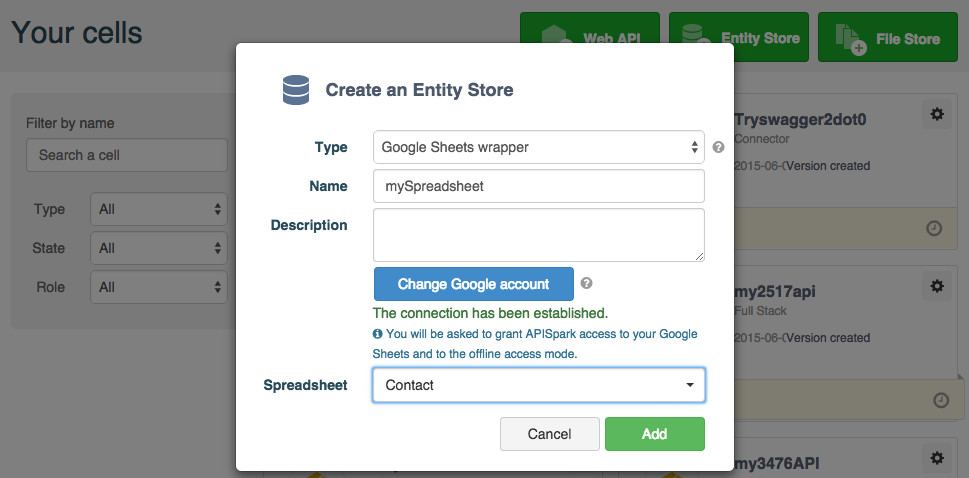 Your cells
Web API
Entity Store
File Store
Create an Entity Store
Filter by name
Search a cell
Type All
State All
Role All
Type Google Sheets wrapper
Name mySpreadsheet
Description
Change Google account
The connection has been established.
You will be asked to grant APISpark access to your Google
Sheets and to the offline access mode.
Spreadsheet Contact
Cancel
Add
Tryswagger2dot0
Connector
2015-06-0 Version created
my2517api
Full Stack
2015-06-0 Version created
my3476API